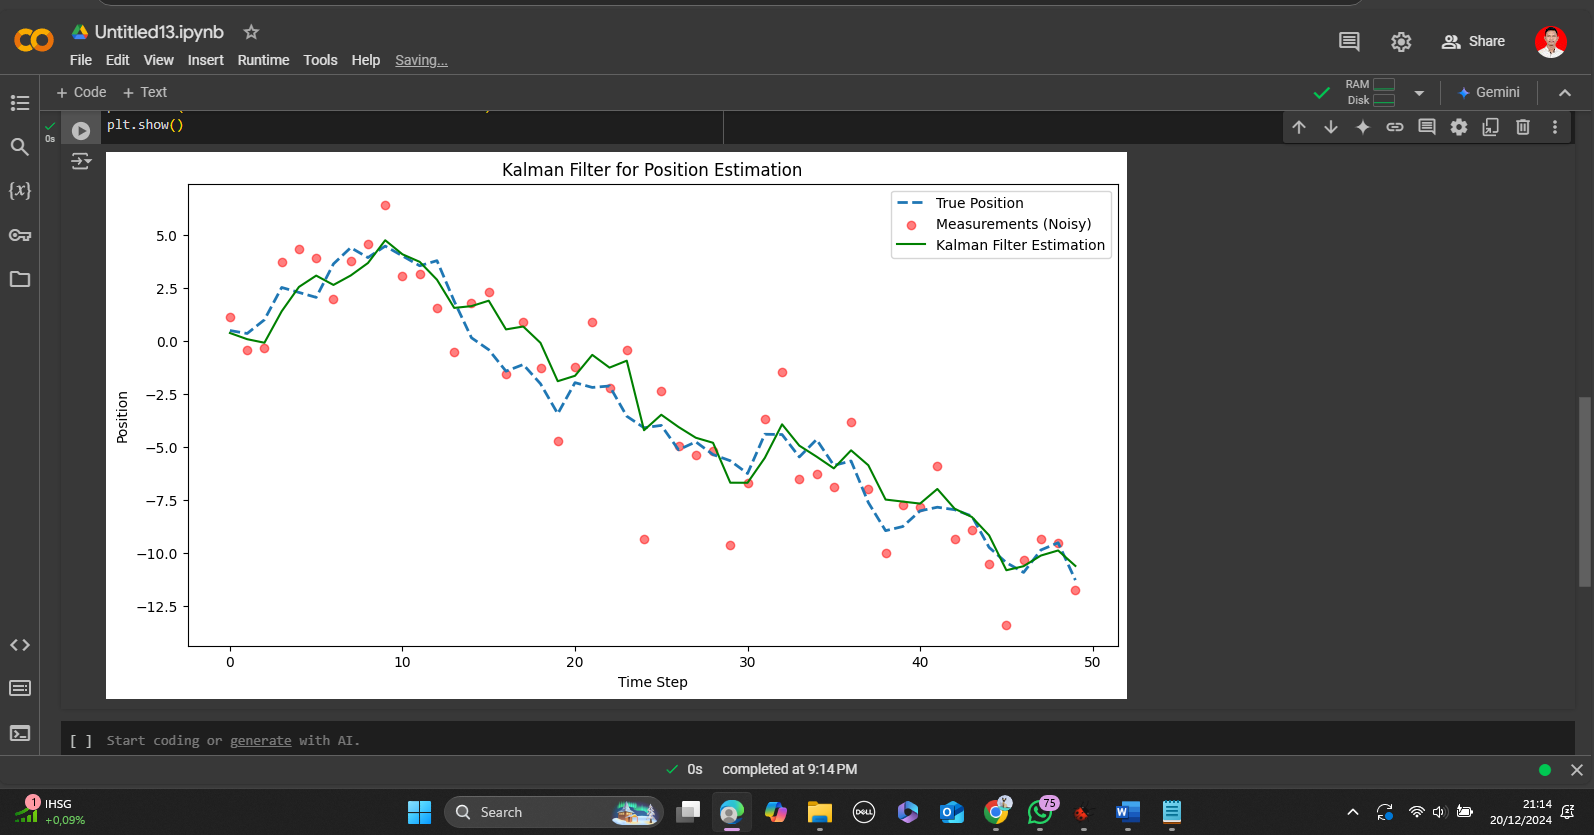 Untitled13.ipynb
File Edit View Insert Runtime Tools Help Saving...
Share
+ Code + Text
RAM
Disk
Gemini
0s
plt.show()
{x}
Kalman Filter for Position Estimation
True Position
Measurements (Noisy)
Kalman Filter Estimation
5.0
2.5
0.0
−2.5
−5.0
−7.5
−10.0
−12.5
Position
0 10 20 30 40 50
Time Step
[ ] Start coding or generate with AI.
0s completed at 9:14 PM
1
IHSG
+0,09%
Search
DELL
75
21:14
20/12/2024